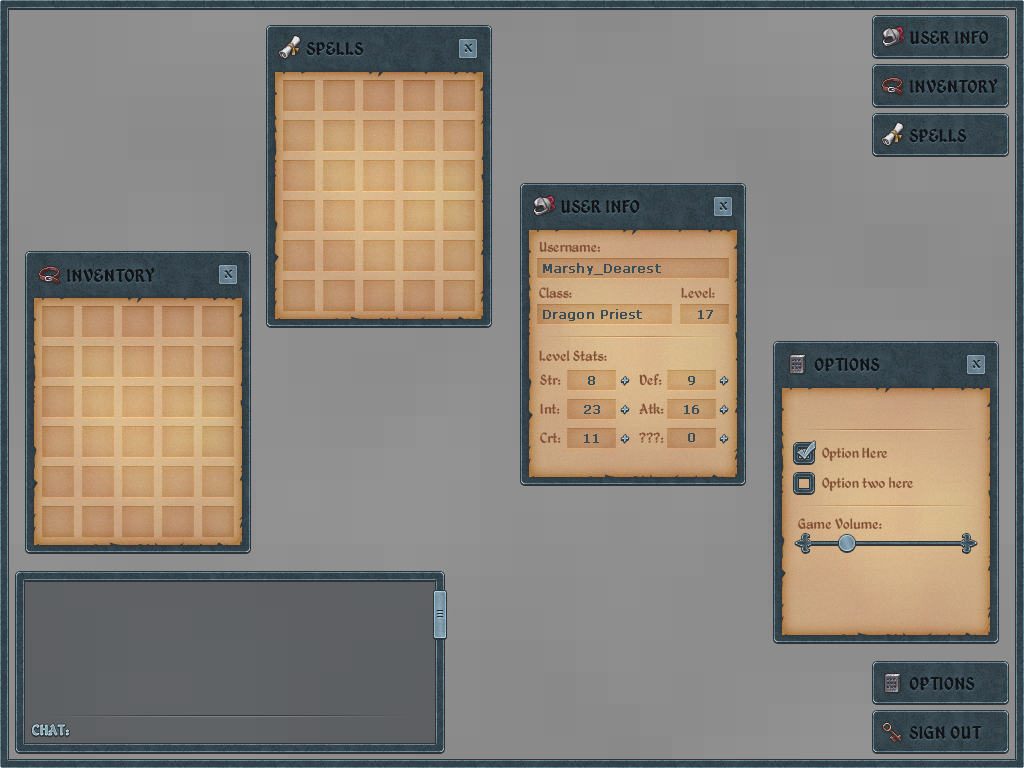 SPELLS X
USER INFO
INVENTORY
SPELLS
USER INFO X
Username:
Marshy_Dearest
Class: Level:
Dragon Priest 17
Level Stats:
Str: 8 Def: 9
Int: 23 Atk: 16
Crt: 11 ???: 0
INVENTORY X
OPTIONS X
Option Here
Option two here
Game Volume:
CHAT:
OPTIONS
SIGN OUT